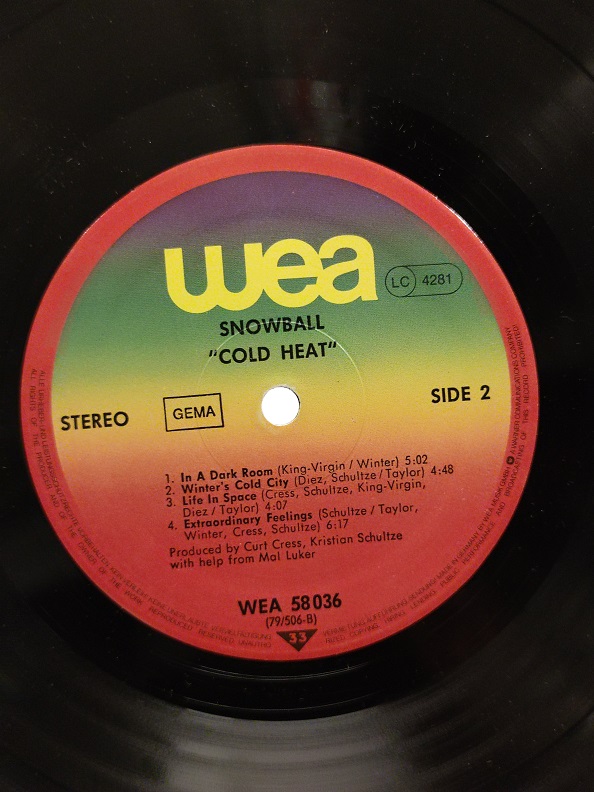 wea
LC 4281
SNOWBALL
"COLD HEAT"
STEREO
GEMA
SIDE 2
1. In A Dark Room (King-Virgin / Winter) 5:02
2. Winter's Cold City (Diez, Schultze / Taylor) 4:48
3. Life In Space (Cress, Schultze, King-Virgin,
Diez / Taylor) 4:07
4. Extraordinary Feelings (Schultze / Taylor,
Winter, Cress, Schultze) 6:17
Produced by Curt Cress, Kristian Schultze
with help from Mal Luker
WEA 58 036
(79/506-B)
33